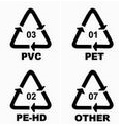 03 01
PVC PET
02 07
PE-HD OTHER